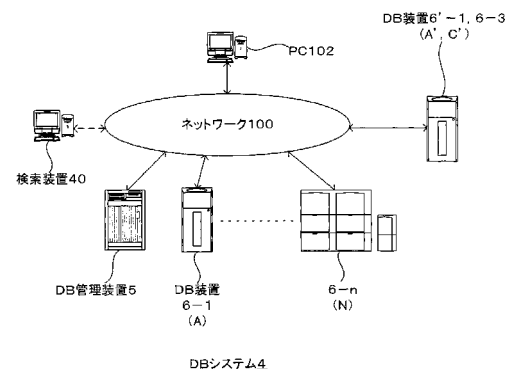 DB装置6'－1, 6－3
(A', C')
PC102
ネットワーク100
検索装置40
DB管理装置5
DB装置
6－1
(A)
6－n
(N)
DBシステム4